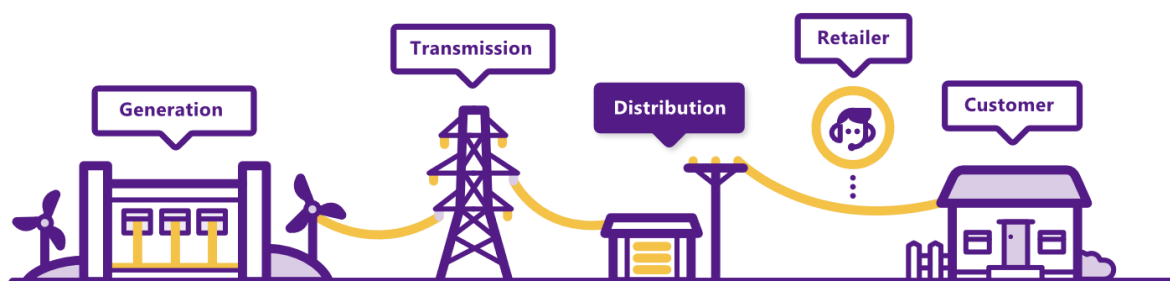 Generation
Transmission
Distribution
Retailer
Customer